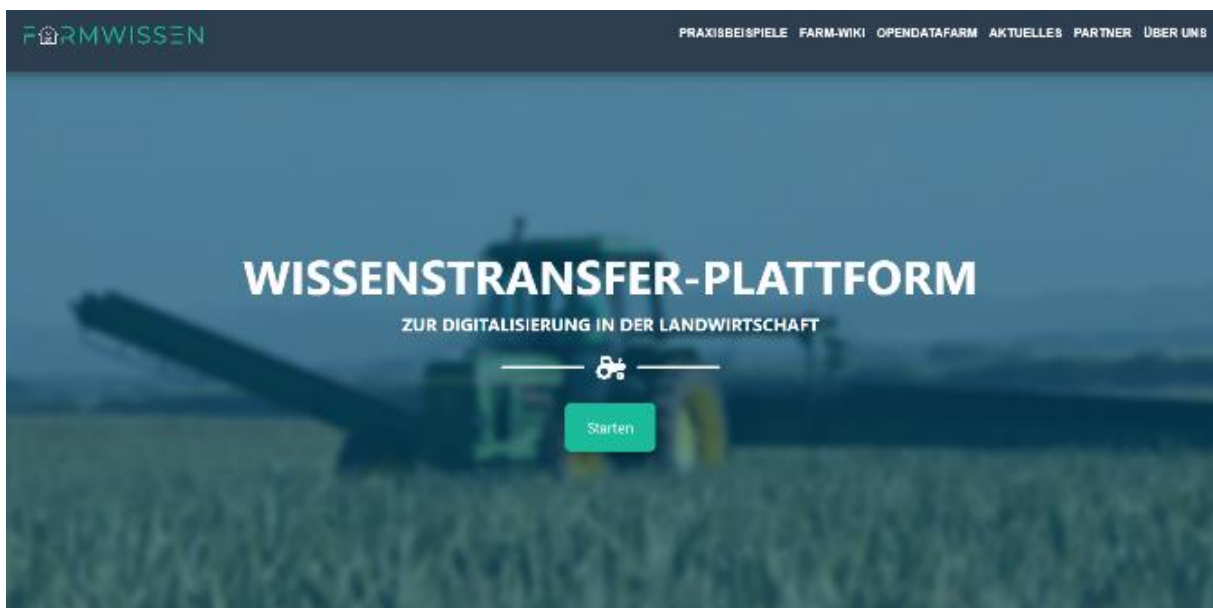 FARMWISSEN
PRAXISBEISPIELE FARM-WIKI OPENDATAFARM AKTUELLES PARTNER ÜBER UNS
WISSENSTRANSFER-PLATTFORM
ZUR DIGITALISIERUNG IN DER LANDWIRTSCHAFT
Starten